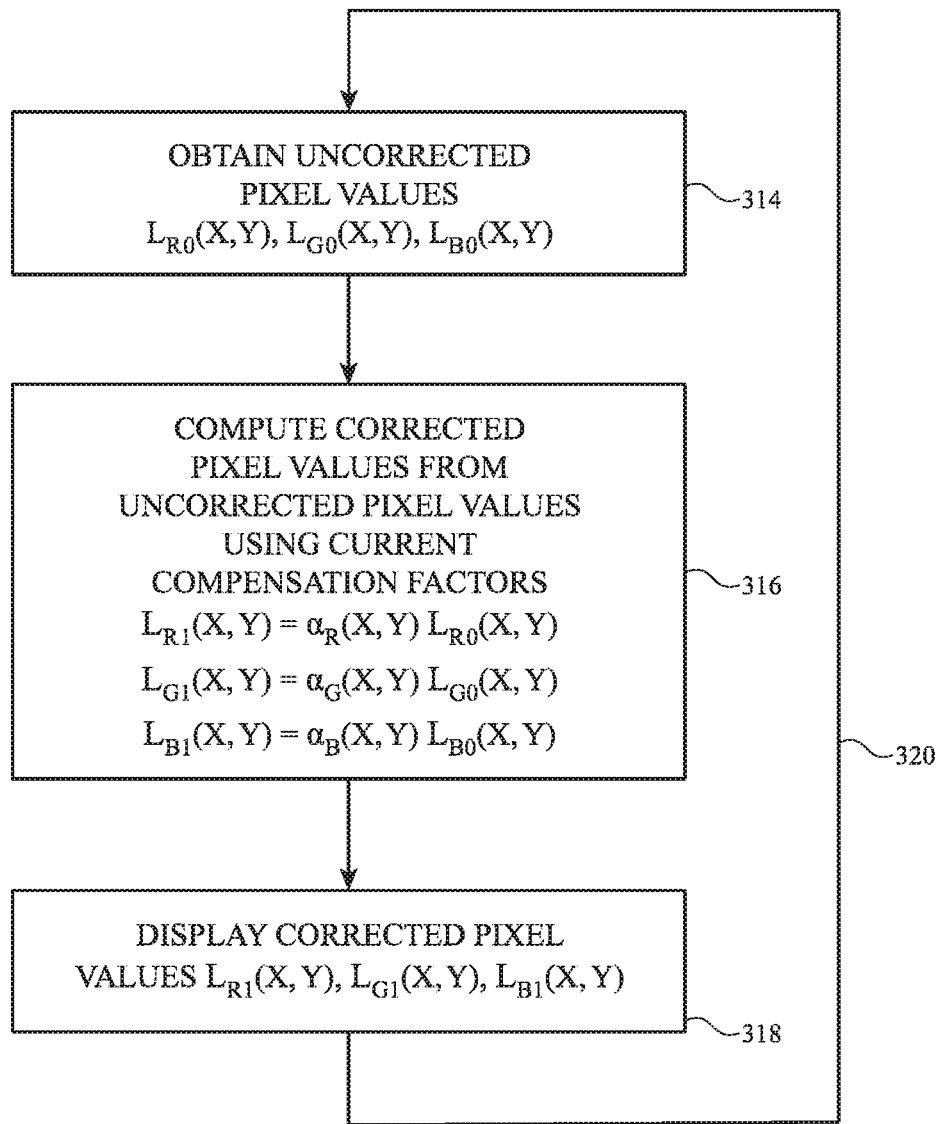 OBTAIN UNCORRECTED
PIXEL VALUES
L_R0(X,Y), L_G0(X,Y), L_B0(X,Y)
314
COMPUTE CORRECTED
PIXEL VALUES FROM
UNCORRECTED PIXEL VALUES
USING CURRENT
COMPENSATION FACTORS
L_R1(X, Y) = α_R(X, Y) L_R0(X, Y)
L_G1(X, Y) = α_G(X, Y) L_G0(X, Y)
L_B1(X, Y) = α_B(X, Y) L_B0(X, Y)
316
320
DISPLAY CORRECTED PIXEL
VALUES L_R1(X, Y), L_G1(X, Y), L_B1(X, Y)
318